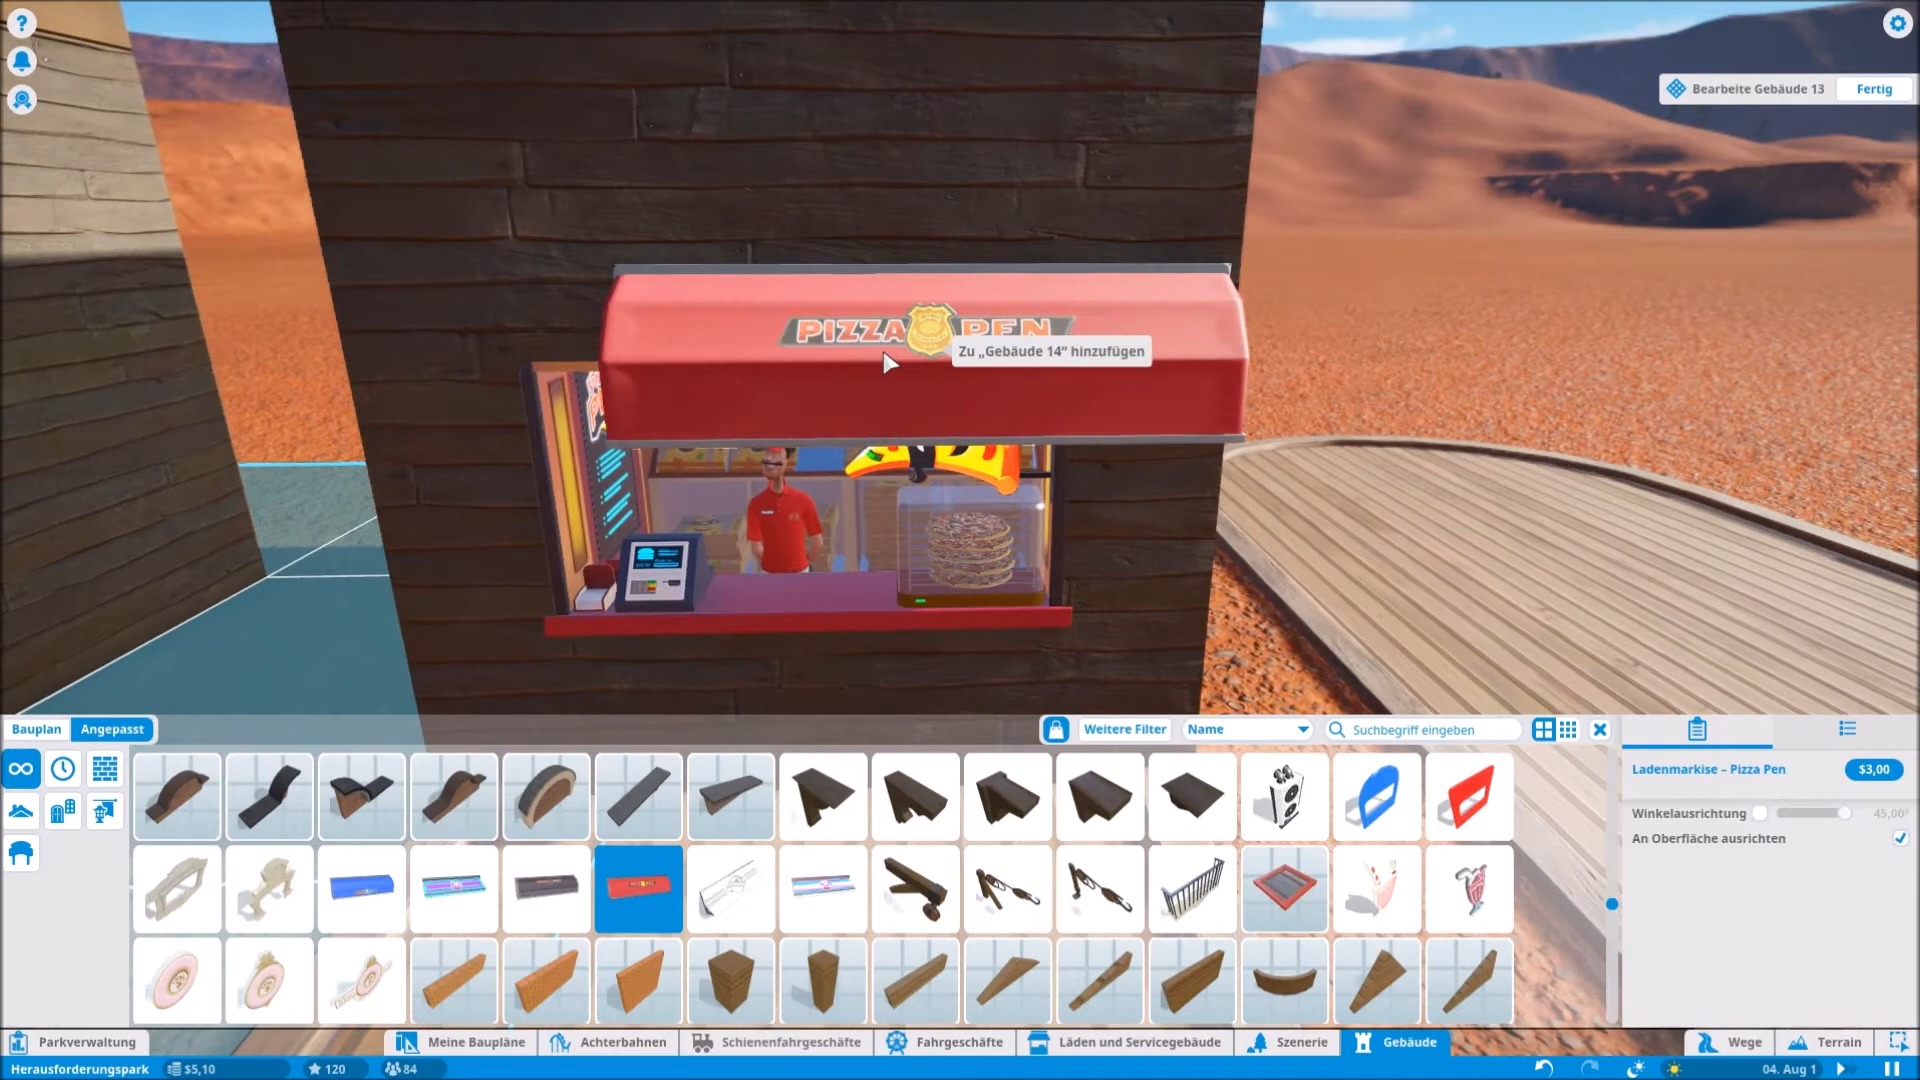 ?
Bearbeite Gebäude 13
Fertig
PIZZA PEN
Zu „Gebäude 14“ hinzufügen
Bauplan
Angepasst
Weitere Filter
Name
Suchbegriff eingeben
Ladenmarkise – Pizza Pen
$3,00
Winkelausrichtung
45,00°
An Oberfläche ausrichten
Parkverwaltung
Meine Baupläne
Achterbahnen
Schienenfahrgeschäfte
Fahrgeschäfte
Läden und Servicegebäude
Szenerie
Gebäude
Wege
Terrain
Herausforderungspark
$5,10
120
84
04. Aug 1